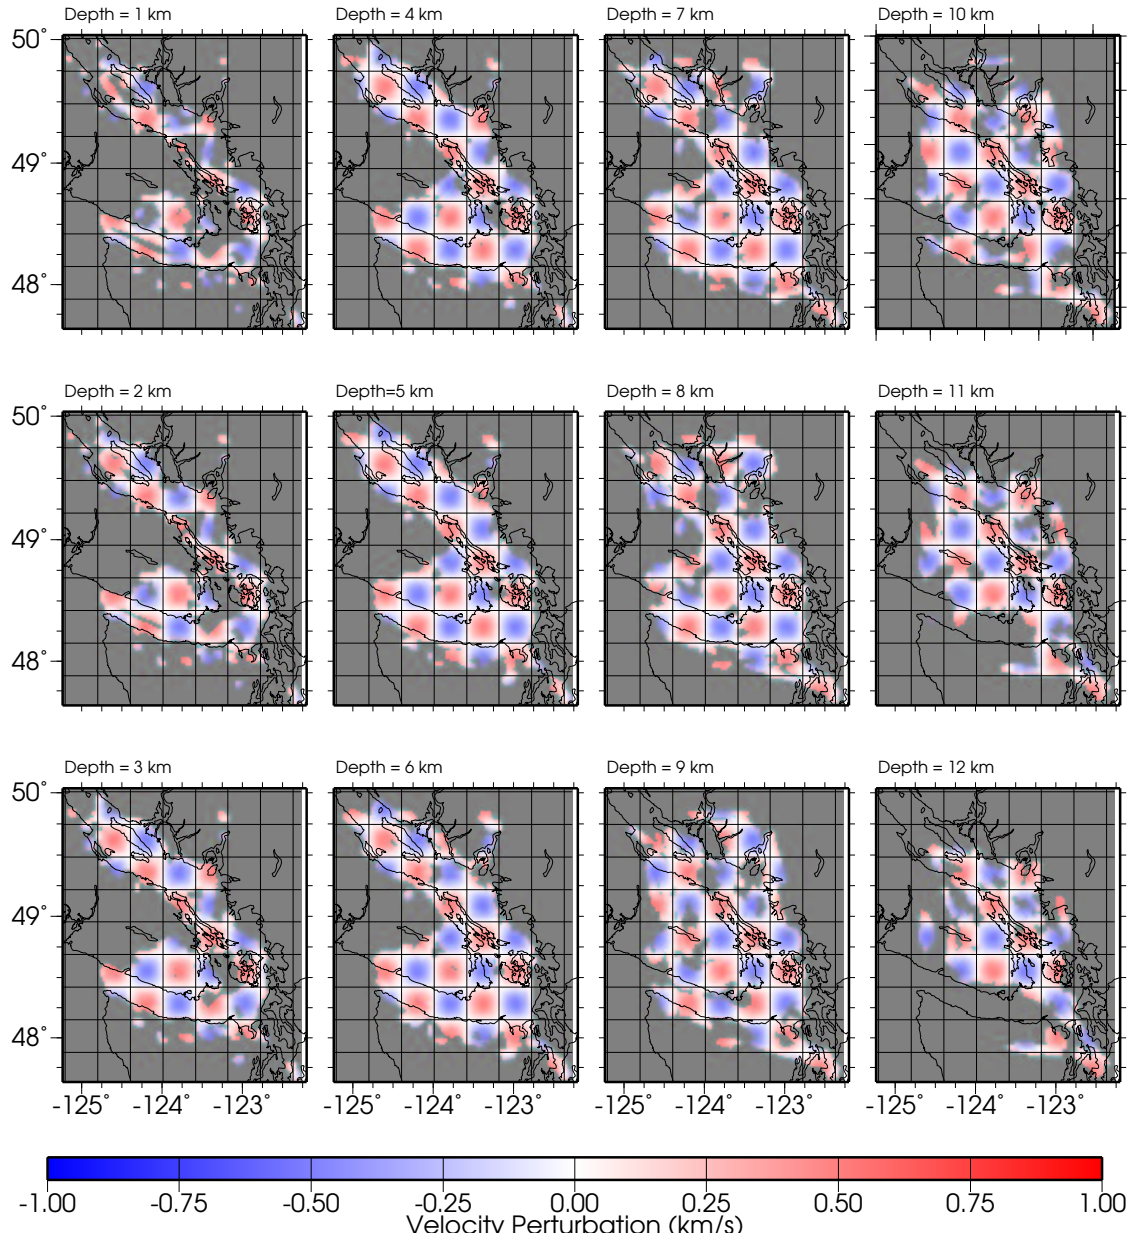 Depth = 1 km Depth = 4 km Depth = 7 km Depth = 10 km
50°
49°
48°
Depth = 2 km Depth=5 km Depth = 8 km Depth = 11 km
50°
49°
48°
Depth = 3 km Depth = 6 km Depth = 9 km Depth = 12 km
50°
49°
48°
-125° -124° -123° -125° -124° -123° -125° -124° -123° -125° -124° -123°
-1.00 -0.75 -0.50 -0.25 0.00 0.25 0.50 0.75 1.00
Velocity Perturbation (km/s)